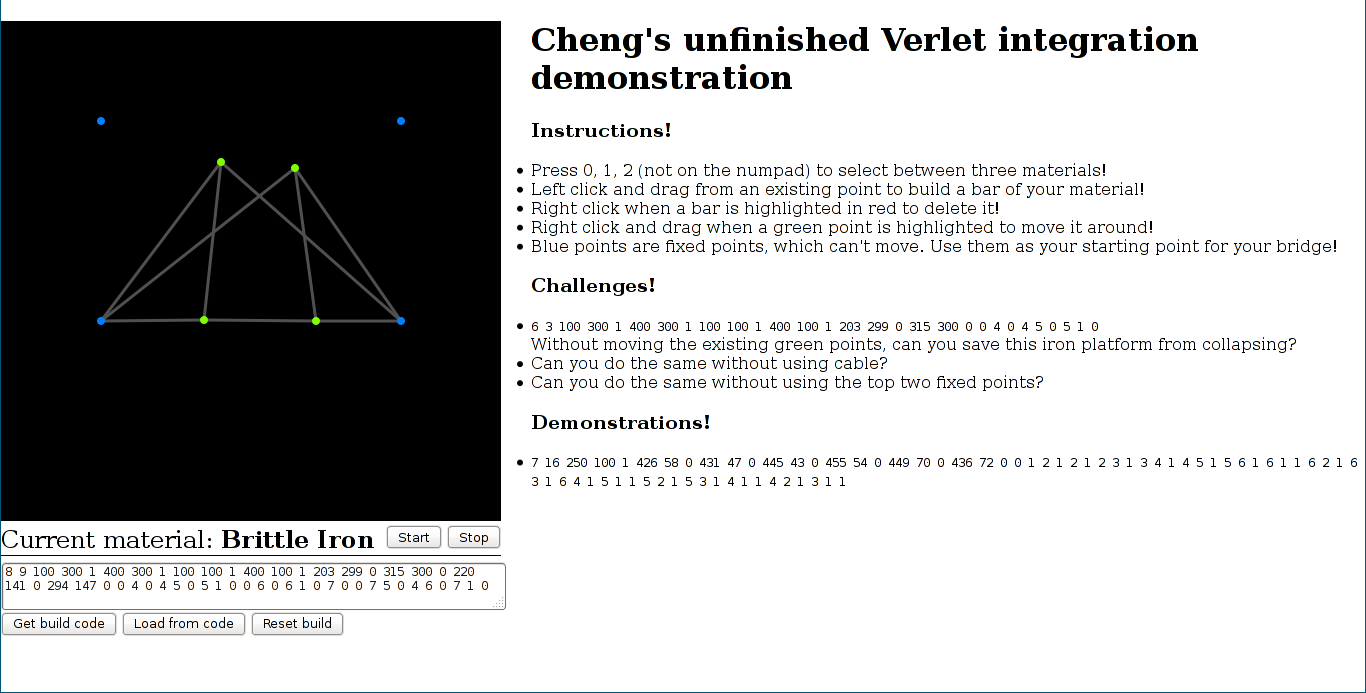 Cheng's unfinished Verlet integration
demonstration
Instructions!
Press 0, 1, 2 (not on the numpad) to select between three materials!
Left click and drag from an existing point to build a bar of your material!
Right click when a bar is highlighted in red to delete it!
Right click and drag when a green point is highlighted to move it around!
Blue points are fixed points, which can't move. Use them as your starting point for your bridge!
Challenges!
6 3 100 300 1 400 300 1 100 100 1 400 100 1 203 299 0 315 300 0 0 4 0 4 5 0 5 1 0
Without moving the existing green points, can you save this iron platform from collapsing?
Can you do the same without using cable?
Can you do the same without using the top two fixed points?
Demonstrations!
7 16 250 100 1 426 58 0 431 47 0 445 43 0 455 54 0 449 70 0 436 72 0 0 1 2 1 2 1 2 3 1 3 4 1 4 5 1 5 6 1 6 1 1 6 2 1 6
3 1 6 4 1 5 1 1 5 2 1 5 3 1 4 1 1 4 2 1 3 1 1
Current material: Brittle Iron
Start
Stop
8 9 100 300 1 400 300 1 100 100 1 400 100 1 203 299 0 315 300 0 220
141 0 294 147 0 0 4 0 4 5 0 5 1 0 0 6 0 6 1 0 7 0 0 7 5 0 4 6 0 7 1 0
Get build code
Load from code
Reset build